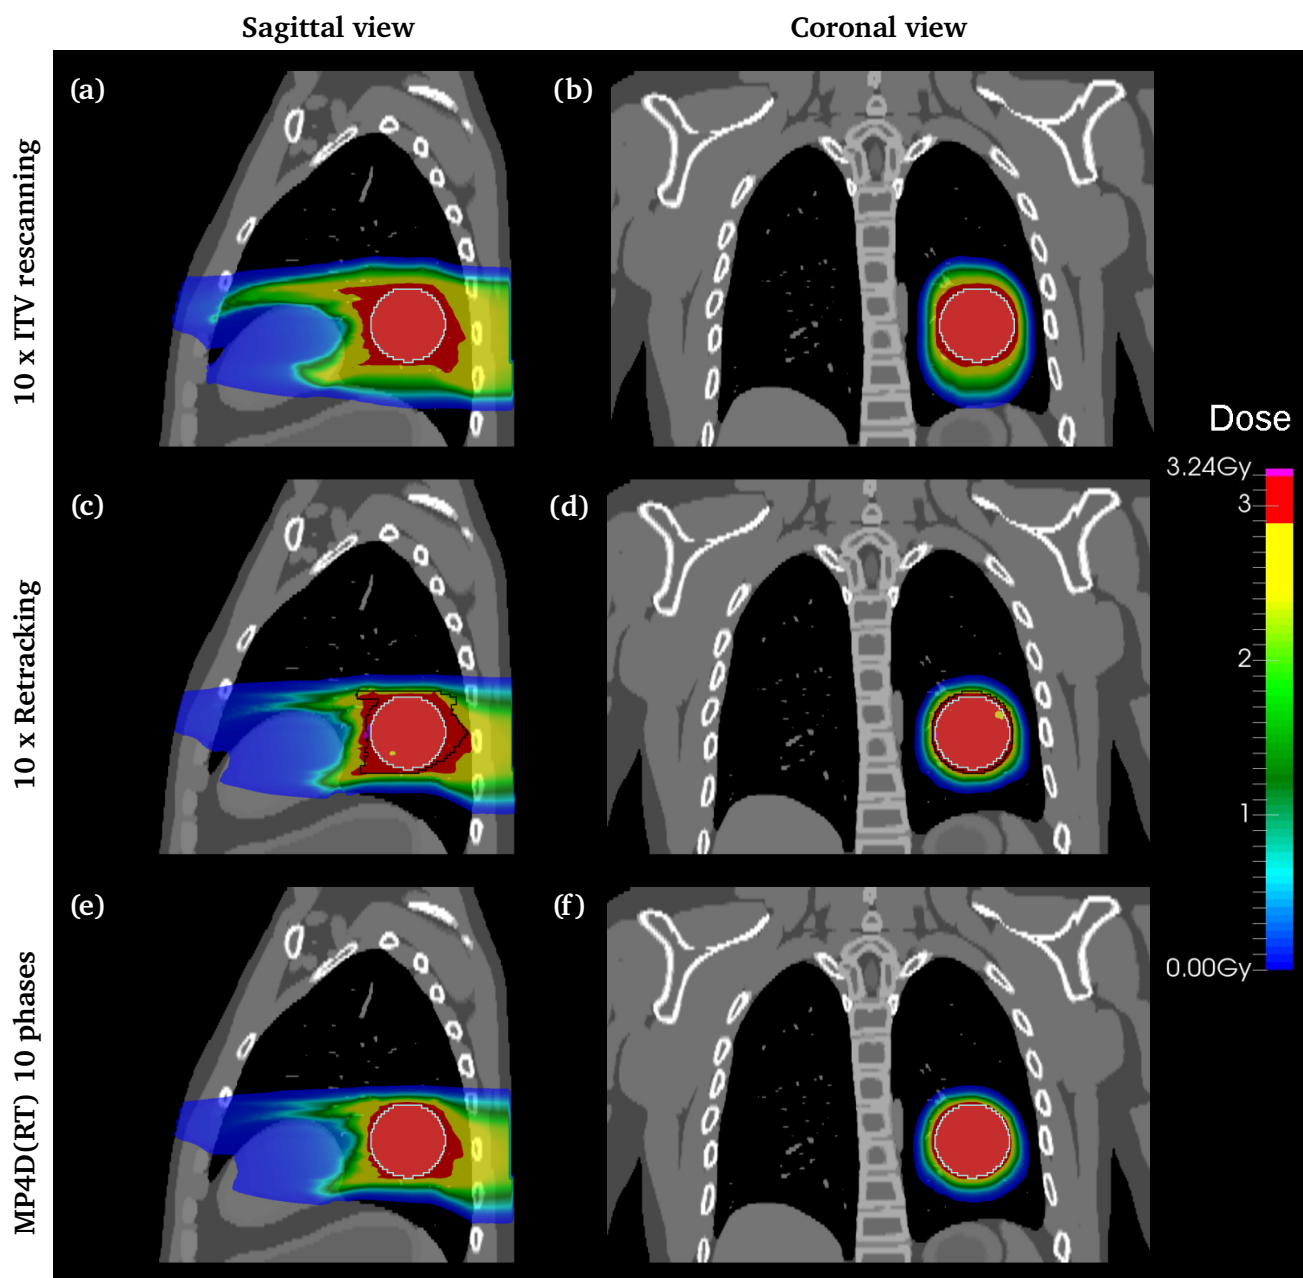 Sagittal view
Coronal view
(a)
(b)
10 x ITV rescanning
Dose
3.24Gy
3
2
1
0.00Gy
(c)
(d)
10 x Retracking
(e)
(f)
MP4D(RT) 10 phases